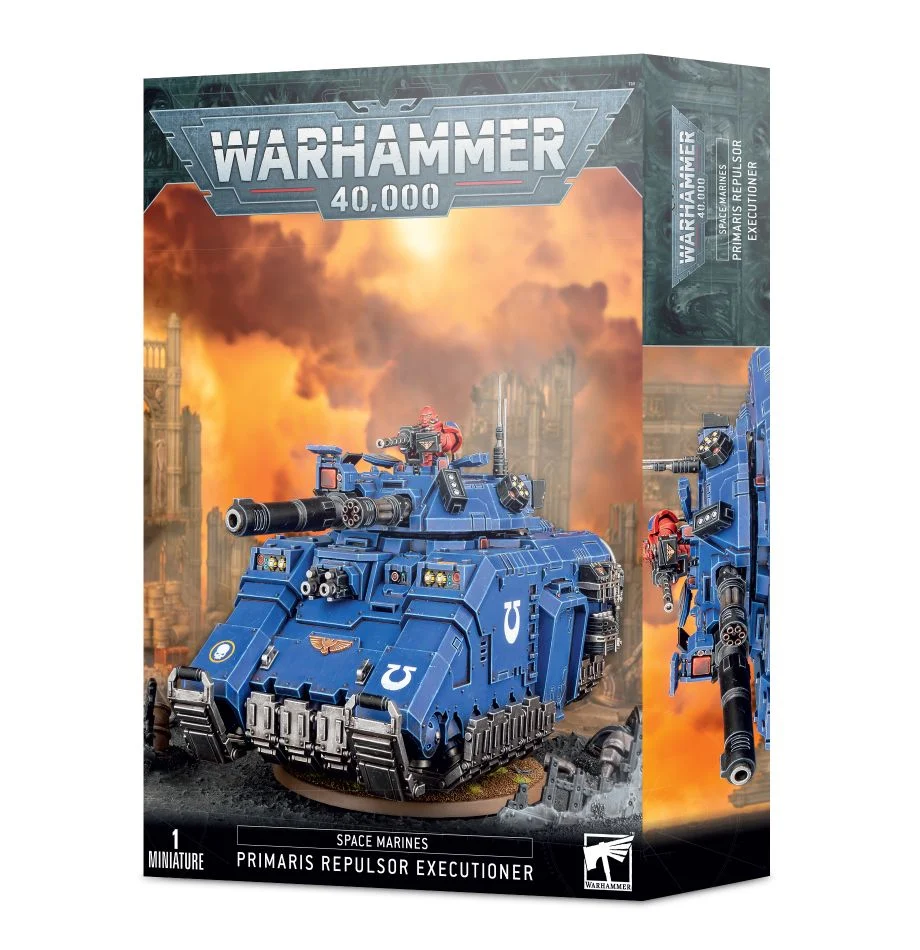 WARHAMMER
40,000
1
MINIATURE
SPACE MARINES
PRIMARIS REPULSOR EXECUTIONER
WARHAMMER
WARHAMMER
40,000
SPACE MARINES
PRIMARIS REPULSOR
EXECUTIONER